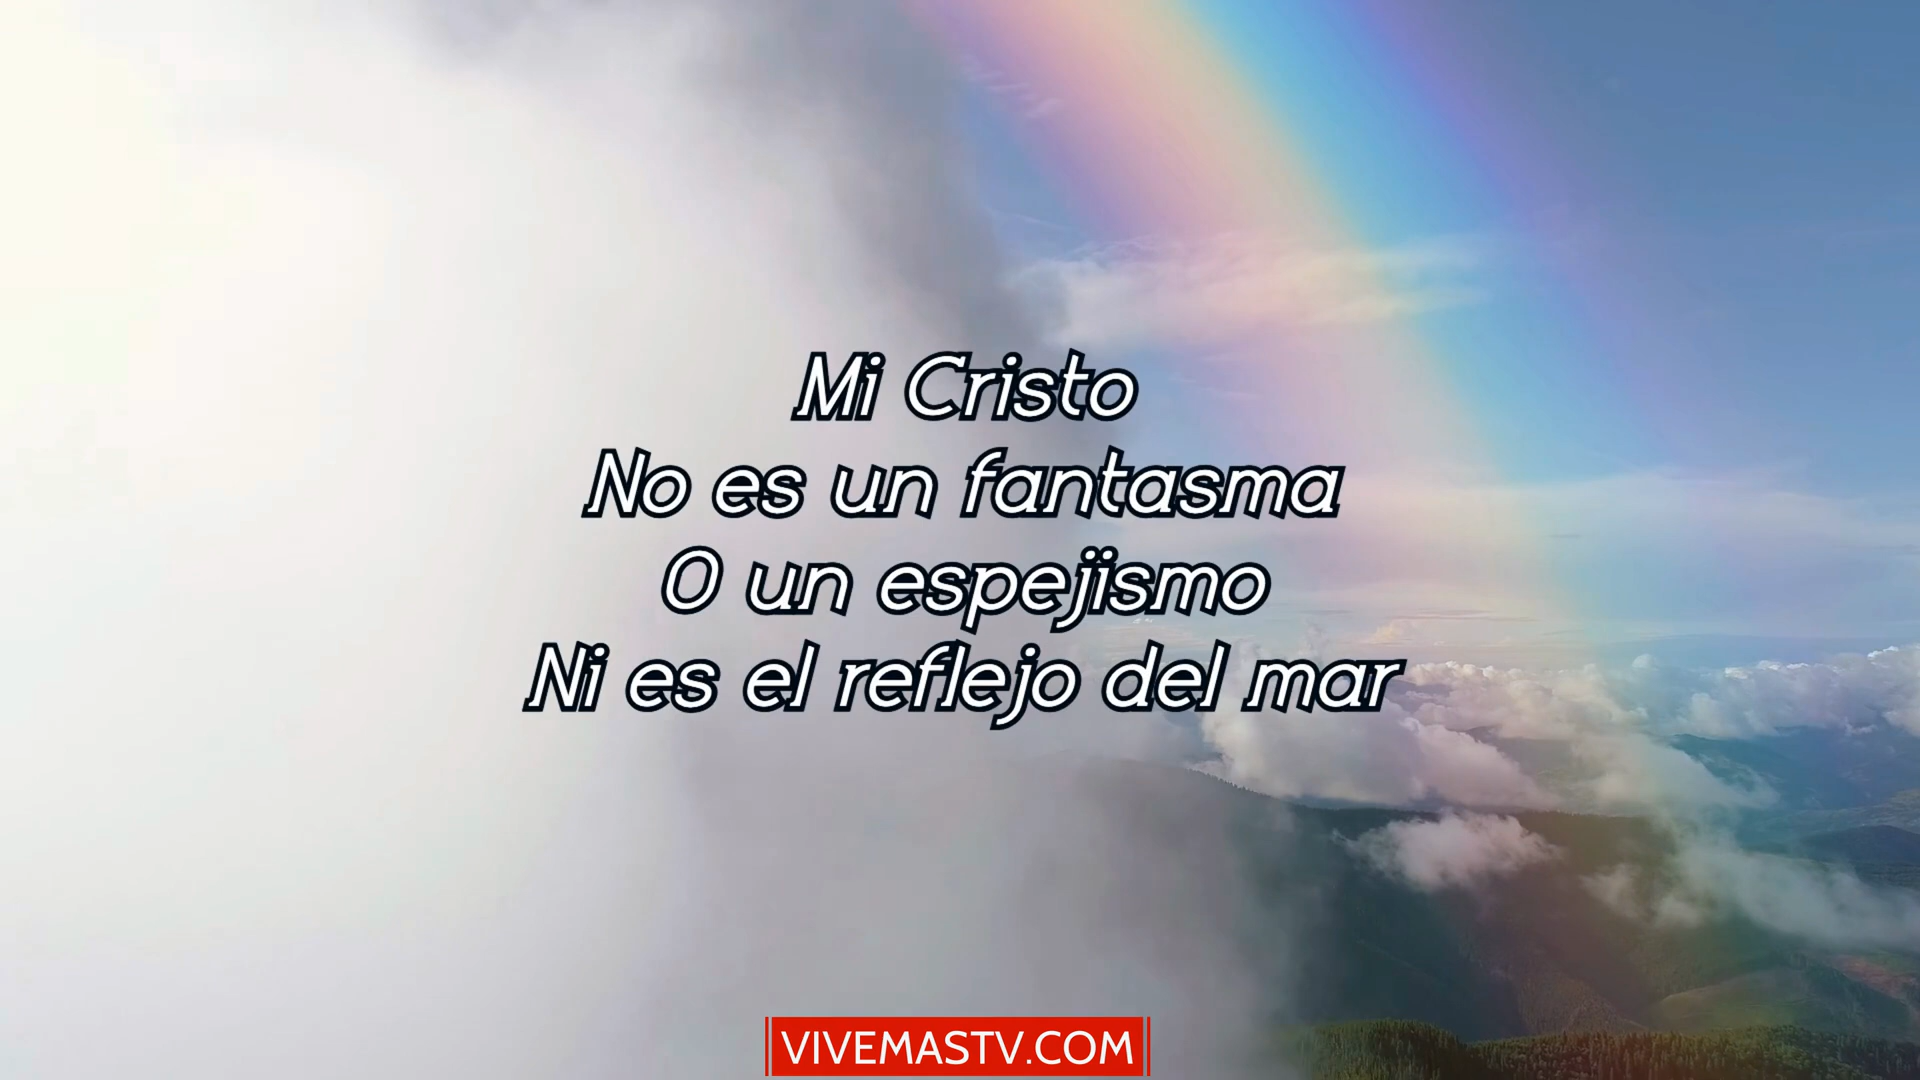 Mi Cristo
No es un fantasma
O un espejismo
Ni es el reflejo del mar
VIVEMASTV.COM